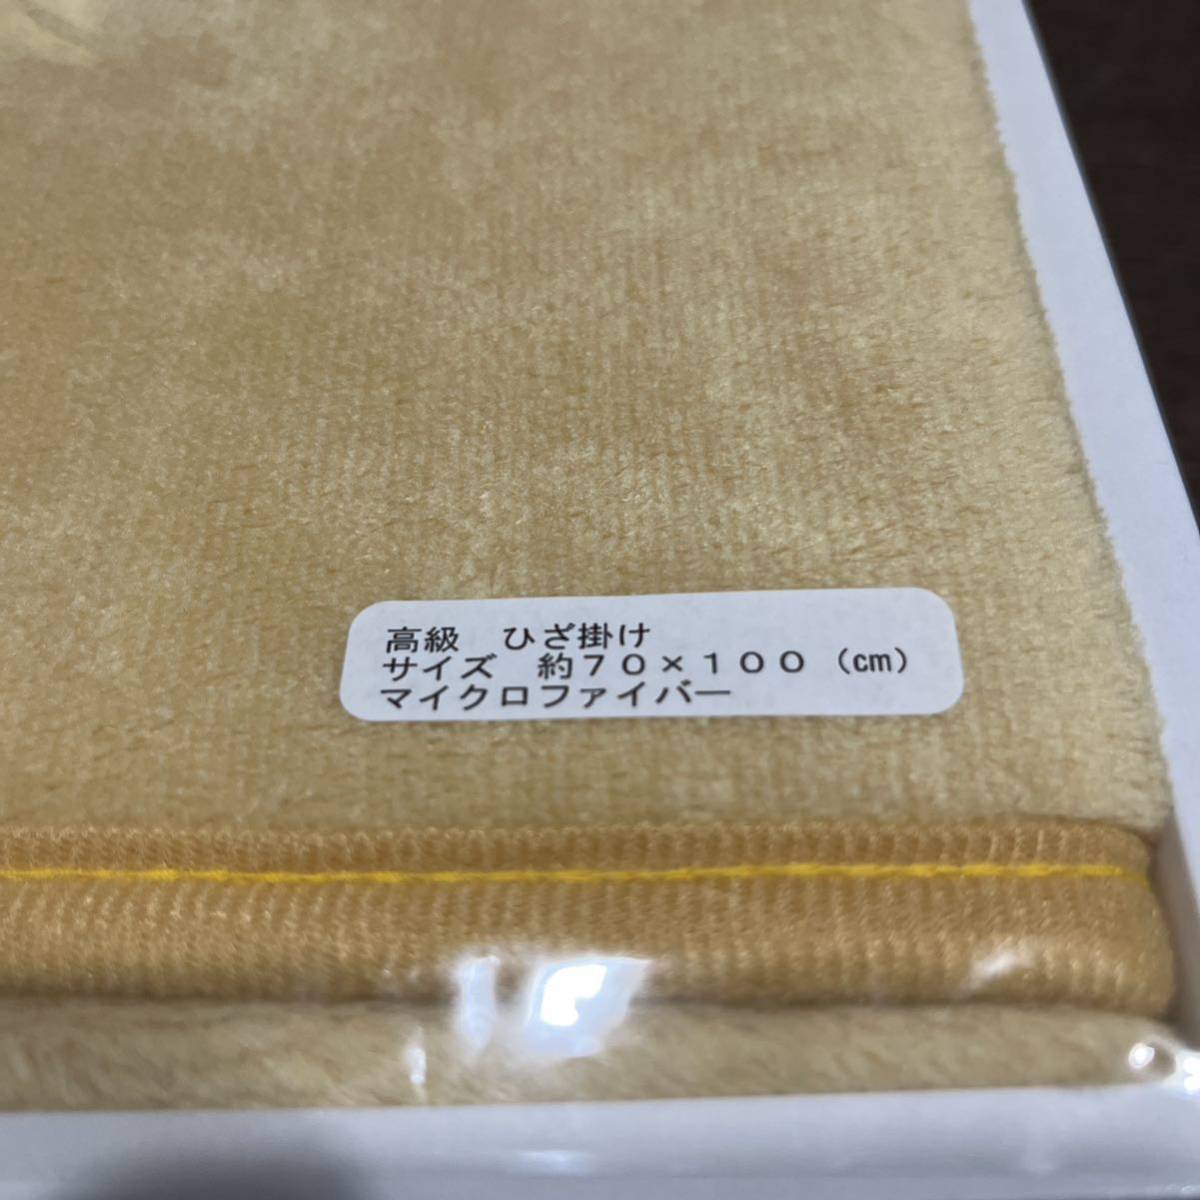 高級　ひざ掛け
サイズ　約７０×１００（㎝）
マイクロファイバー